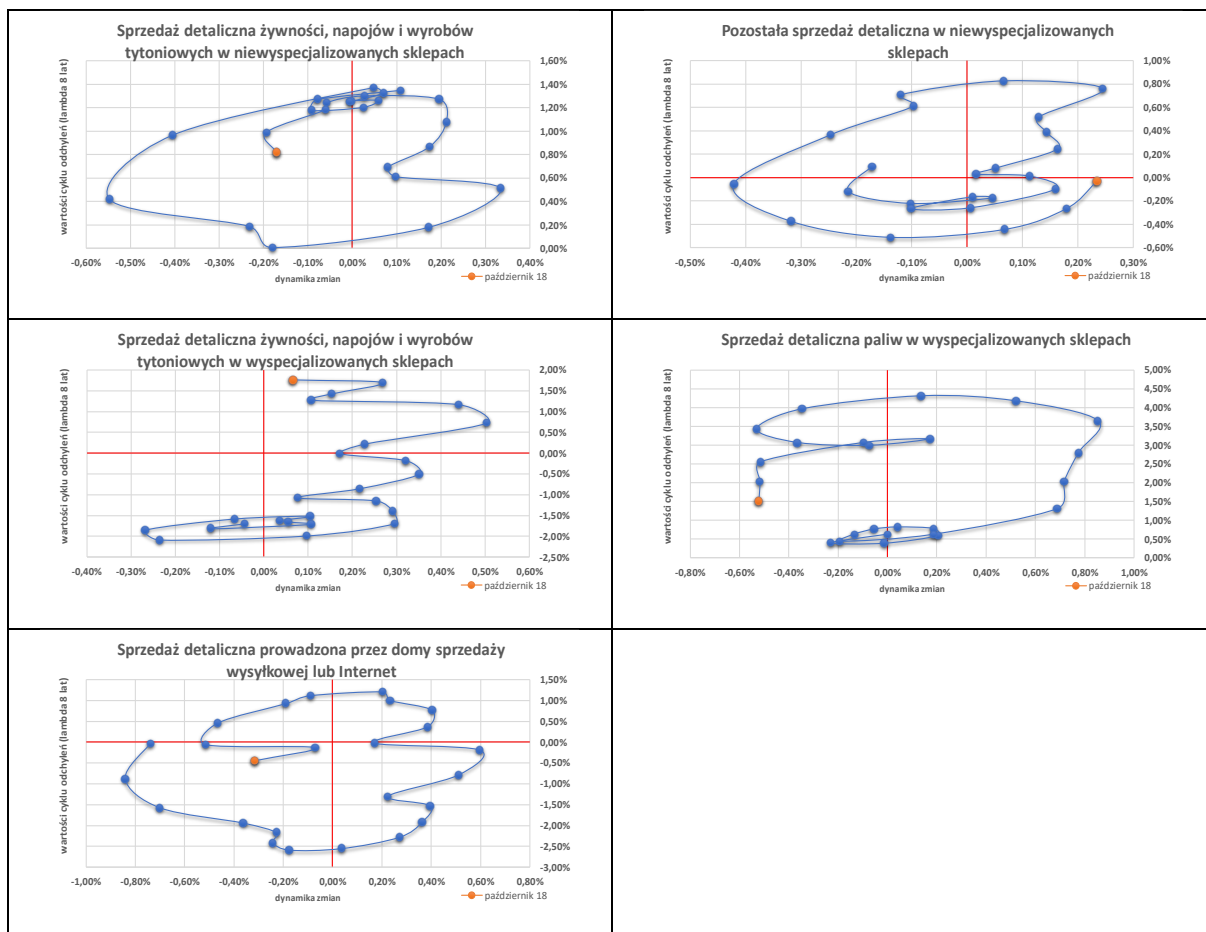 Sprzedaż detaliczna żywności, napojów i wyrobów
tytoniowych w niewyspecjalizowanych sklepach
wartości cyklu odchyleń (lambda 8 lat)
1,60%
1,40%
1,20%
1,00%
0,80%
0,60%
0,40%
0,20%
0,00%
-0,60% -0,50% -0,40% -0,30% -0,20% -0,10% 0,00% 0,10% 0,20% 0,30% 0,40%
dynamika zmian
październik 18
Pozostała sprzedaż detaliczna w niewyspecjalizowanych
sklepach
wartości cyklu odchyleń (lambda 8 lat)
1,00%
0,80%
0,60%
0,40%
0,20%
0,00%
-0,20%
-0,40%
-0,60%
-0,50% -0,40% -0,30% -0,20% -0,10% 0,00% 0,10% 0,20% 0,30%
dynamika zmian
październik 18
Sprzedaż detaliczna żywności, napojów i wyrobów
tytoniowych w wyspecjalizowanych sklepach
wartości cyklu odchyleń (lambda 8 lat)
2,00%
1,50%
1,00%
0,50%
0,00%
-0,50%
-1,00%
-1,50%
-2,00%
-2,50%
-0,40% -0,30% -0,20% -0,10% 0,00% 0,10% 0,20% 0,30% 0,40% 0,50% 0,60%
dynamika zmian
październik 18
Sprzedaż detaliczna paliw w wyspecjalizowanych sklepach
wartości cyklu odchyleń (lambda 8 lat)
5,00%
4,50%
4,00%
3,50%
3,00%
2,50%
2,00%
1,50%
1,00%
0,50%
0,00%
-0,80% -0,60% -0,40% -0,20% 0,00% 0,20% 0,40% 0,60% 0,80% 1,00%
dynamika zmian
październik 18
Sprzedaż detaliczna prowadzona przez domy sprzedaży
wysyłkowej lub Internet
wartości cyklu odchyleń (lambda 8 lat)
1,50%
1,00%
0,50%
0,00%
-0,50%
-1,00%
-1,50%
-2,00%
-2,50%
-3,00%
-1,00% -0,80% -0,60% -0,40% -0,20% 0,00% 0,20% 0,40% 0,60% 0,80%
dynamika zmian
październik 18